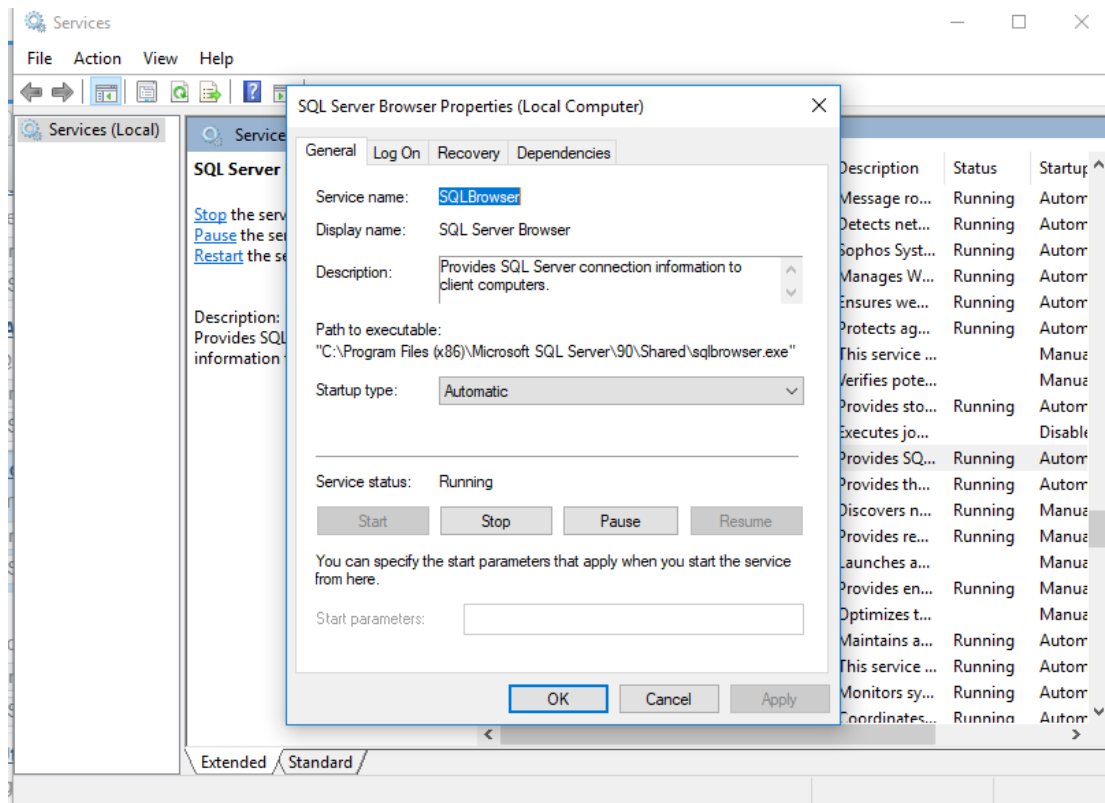 Services
File Action View Help
Services (Local)
SQL Server
Stop the
Pause the
Restart the
Description:
Provides SQL
information
SQL Server Browser Properties (Local Computer)
General Log On Recovery Dependencies
Service name: SQLBrowser
Display name: SQL Server Browser
Description: Provides SQL Server connection information to
client computers.
Path to executable:
"C:\Program Files (x86)\Microsoft SQL Server\90\Shared\sqlbrowser.exe"
Startup type: Automatic
Service status: Running
Start Stop Pause Resume
You can specify the start parameters that apply when you start the service
from here.
Start parameters:
OK Cancel Apply
Description Status Startup
Message ro... Running Autom
Detects net... Running Autom
Sophos Syst... Running Autom
Manages W... Running Autom
Ensures we... Running Autom
Protects ag... Running Autom
This service ... Manua
Verifies pote... Manua
Provides sto... Running Autom
Executes jo... Disable
Provides SQ... Running Autom
Provides th... Running Autom
Discovers n... Running Manua
Provides re... Running Manua
Launches a... Manua
Provides en... Running Manua
Optimizes t... Manua
Maintains a... Running Autom
This service ... Running Autom
Monitors sy... Running Autom
Coordinates... Running Autom
Extended Standard